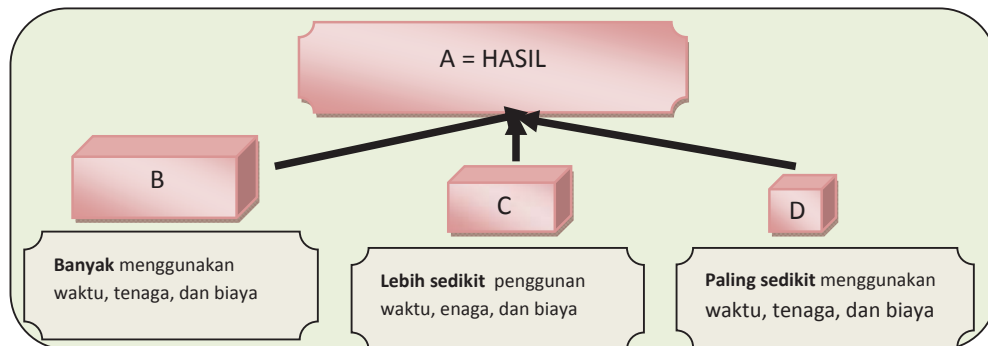 A = HASIL
B
C
D
Banyak menggunakan
waktu, tenaga, dan biaya
Lebih sedikit penggunan
waktu, enaga, dan biaya
Paling sedikit menggunakan
waktu, tenaga, dan biaya